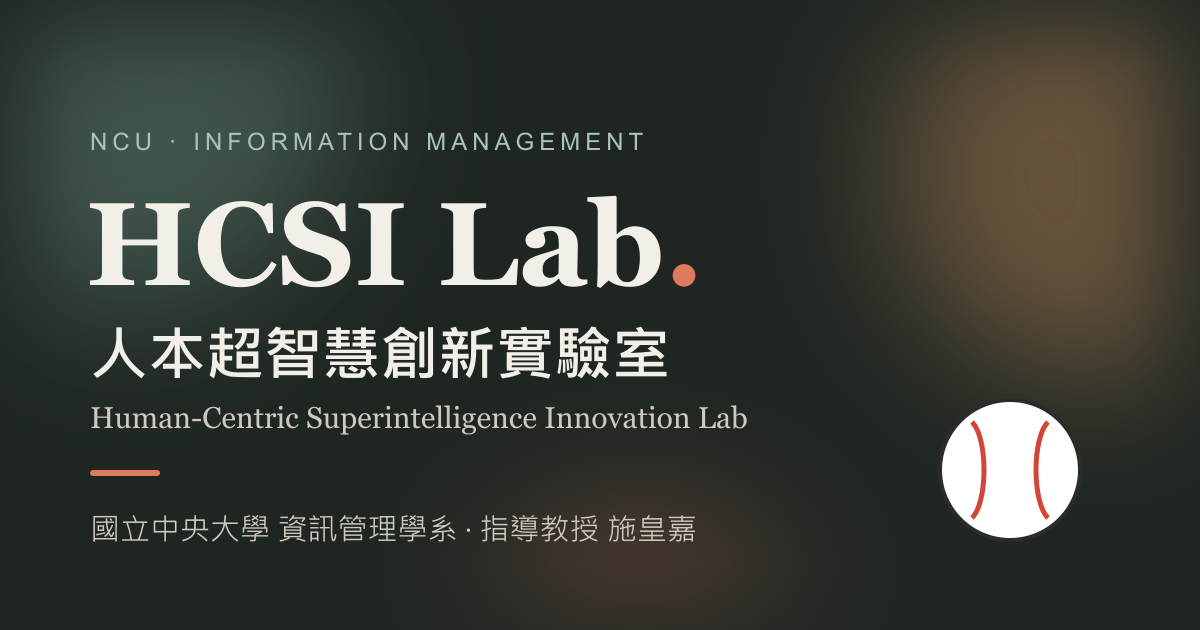 NCU · INFORMATION MANAGEMENT
HCSI Lab.
人本超智慧創新實驗室
Human-Centric Superintelligence Innovation Lab
國立中央大學 資訊管理學系 · 指導教授 施皇嘉